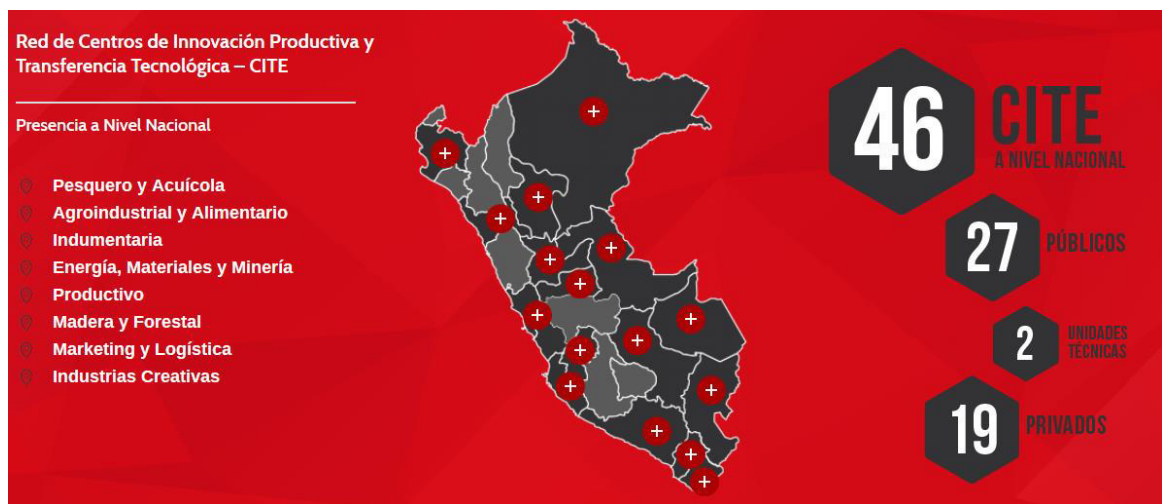 Red de Centros de Innovación Productiva y
Transferencia Tecnológica – CITE
Presencia a Nivel Nacional
Pesquero y Acuícola
Agroindustrial y Alimentario
Indumentaria
Energía, Materiales y Minería
Productivo
Madera y Forestal
Marketing y Logística
Industrias Creativas
46 CITE
A NIVEL NACIONAL
27 PÚBLICOS
2 UNIDADES
TÉCNICAS
19 PRIVADOS